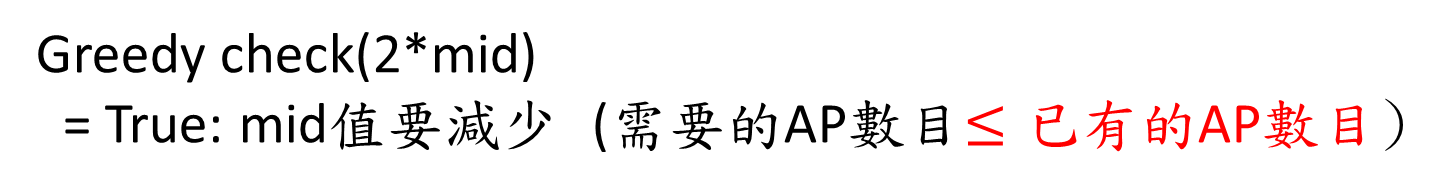 Greedy check(2*mid)
= True: mid值要減少 (需要的AP數目≤ 已有的AP數目)